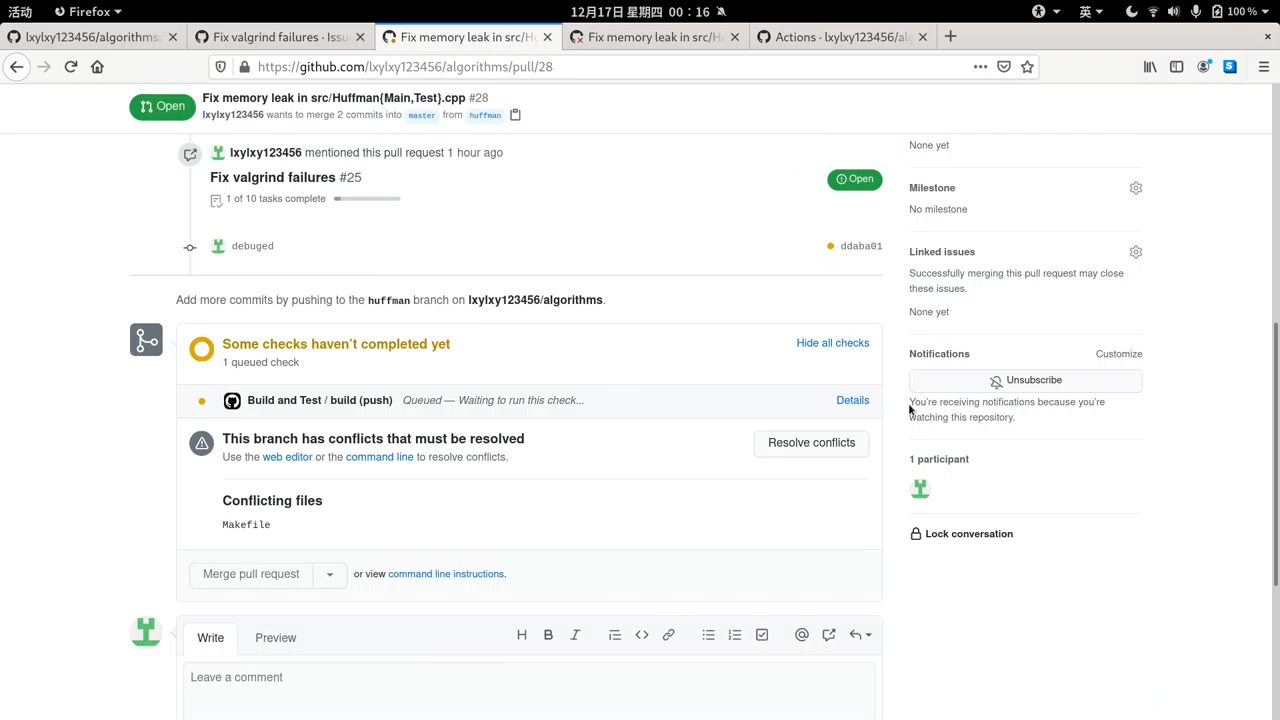 活动
Firefox
12月17日 星期四 00：16
英
100 %
lxylxy123456/algorithms:
Fix valgrind failures · Issu
Fix memory leak in src/H
Fix memory leak in src/H
Actions · lxylxy123456/alg
https://github.com/lxylxy123456/algorithms/pull/28
Open
Fix memory leak in src/Huffman{Main,Test}.cpp #28
lxylxy123456 wants to merge 2 commits into master from huffman
lxylxy123456 mentioned this pull request 1 hour ago
Fix valgrind failures #25
Open
1 of 10 tasks complete
debuged
ddaba01
Add more commits by pushing to the huffman branch on lxylxy123456/algorithms.
Some checks haven’t completed yet
Hide all checks
1 queued check
Build and Test / build (push) Queued — Waiting to run this check...
Details
This branch has conflicts that must be resolved
Use the web editor or the command line to resolve conflicts.
Resolve conflicts
Conflicting files
Makefile
Merge pull request
or view command line instructions.
Write
Preview
H B I
Leave a comment
None yet
Milestone
No milestone
Linked issues
Successfully merging this pull request may close
these issues.
None yet
Notifications
Customize
Unsubscribe
You’re receiving notifications because you’re
watching this repository.
1 participant
Lock conversation